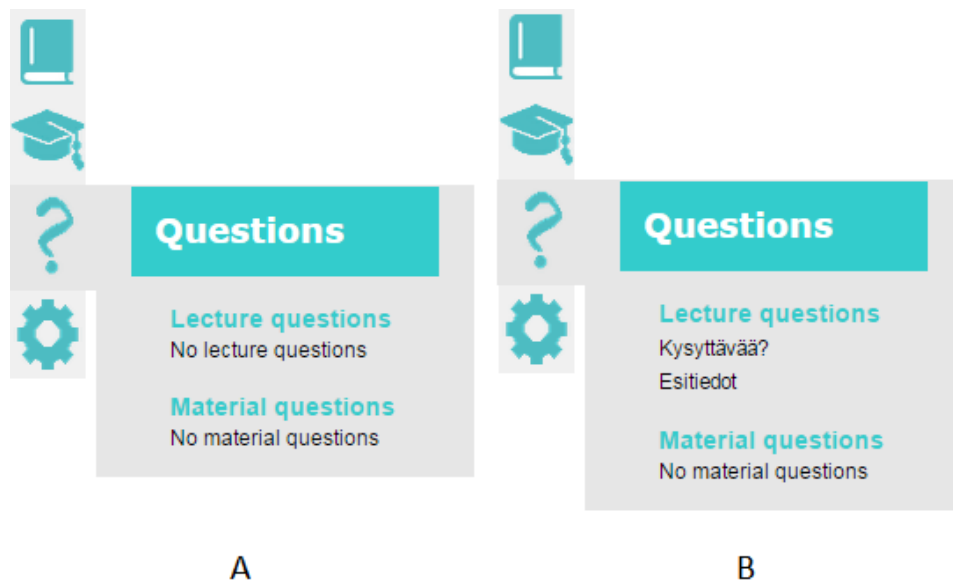 Questions
Lecture questions
No lecture questions
Material questions
No material questions
A
Questions
Lecture questions
Kysyttävää?
Esitiedot
Material questions
No material questions
B